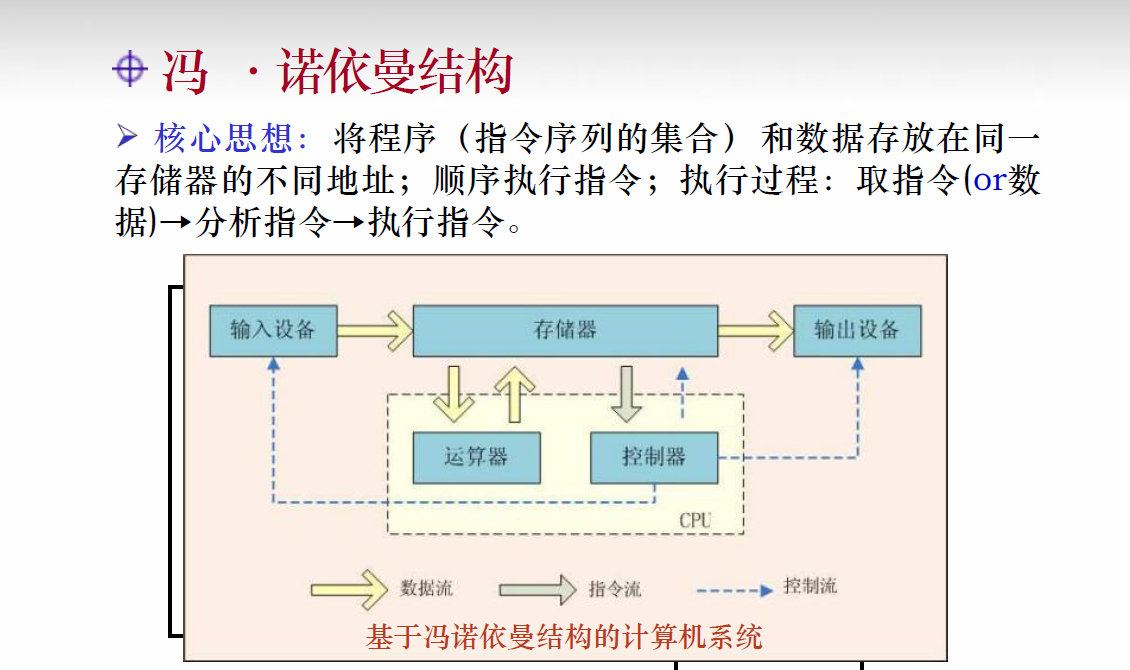 冯 ·诺依曼结构
核心思想：将程序（指令序列的集合）和数据存放在同一
存储器的不同地址；顺序执行指令；执行过程：取指令(or数
据)→分析指令→执行指令。
输入设备
存储器
输出设备
运算器
控制器
CPU
数据流
指令流
控制流
基于冯诺依曼结构的计算机系统